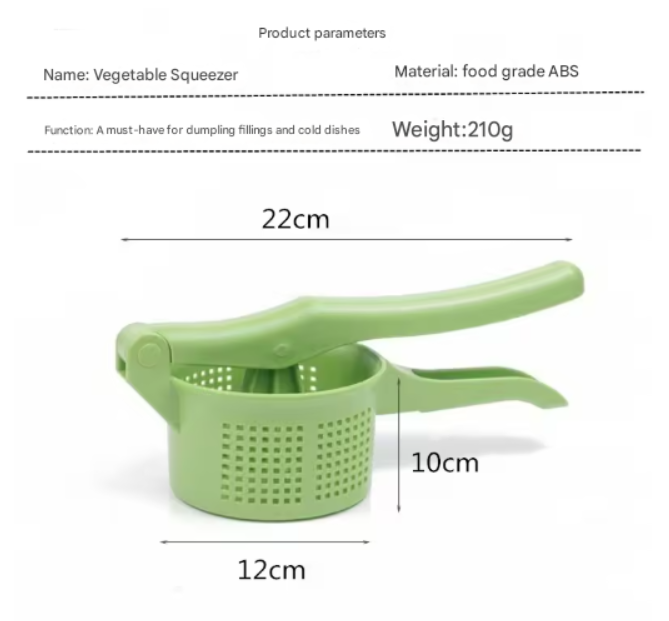 Product parameters
Name: Vegetable Squeezer
Material: food grade ABS
Function: A must-have for dumpling fillings and cold dishes
Weight:210g
22cm
10cm
12cm